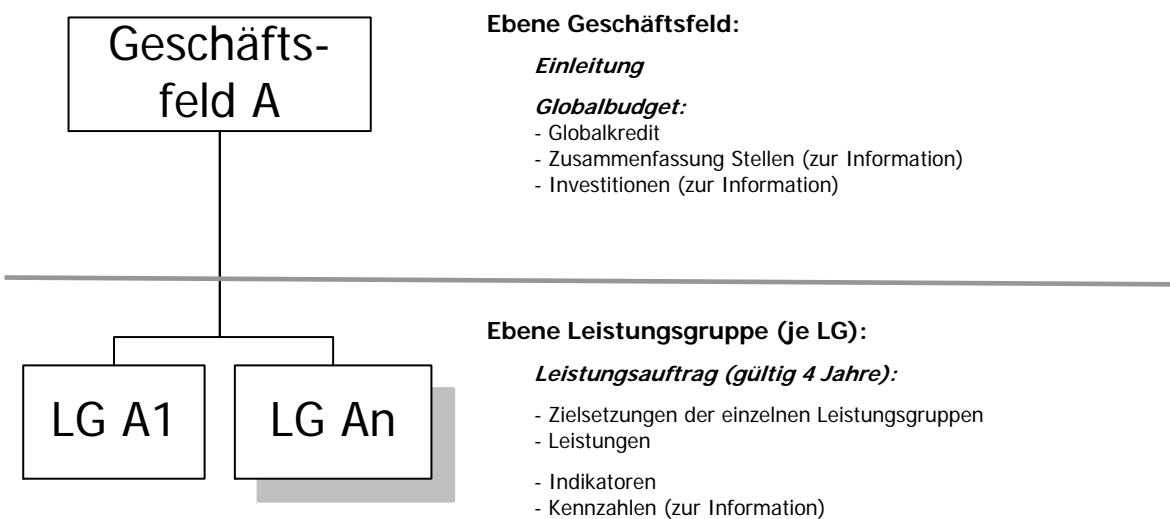 Geschäfts-
feld A
Ebene Geschäftsfeld:
Einleitung
Globalbudget:
- Globalkredit
- Zusammenfassung Stellen (zur Information)
- Investitionen (zur Information)
LG A1
LG An
Ebene Leistungsgruppe (je LG):
Leistungsauftrag (gültig 4 Jahre):
- Zielsetzungen der einzelnen Leistungsgruppen
- Leistungen
- Indikatoren
- Kennzahlen (zur Information)